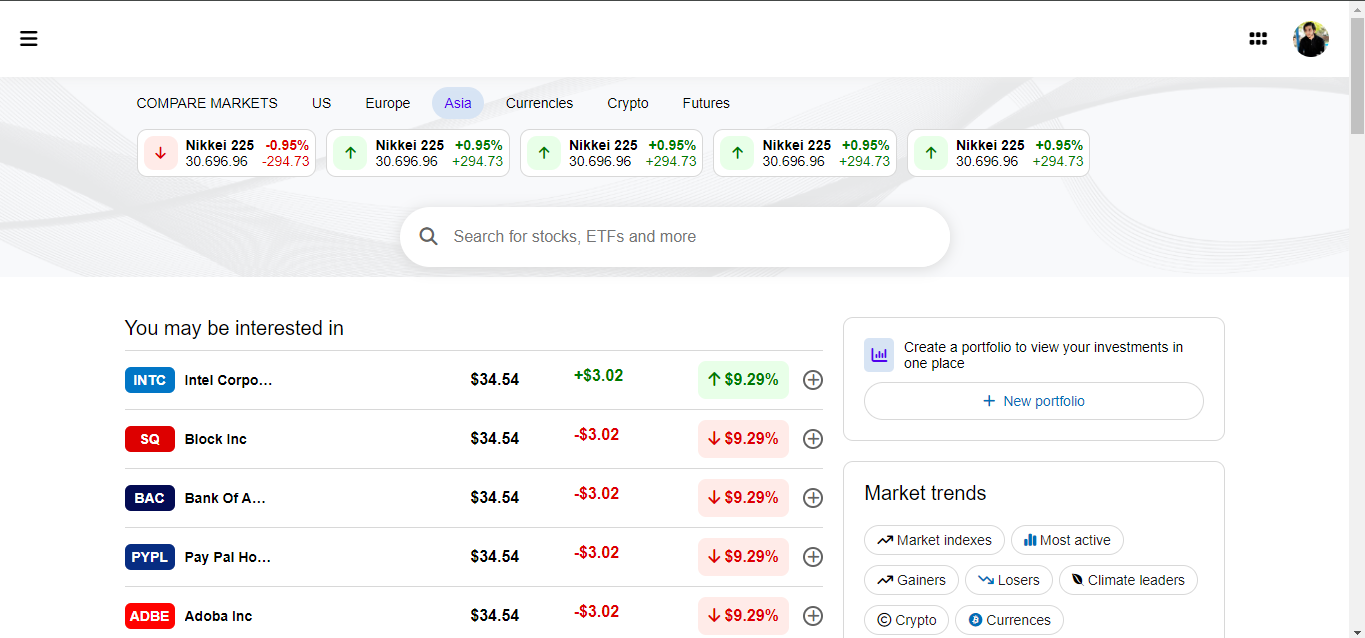 COMPARE MARKETS US Europe Asia Currencies Crypto Futures
Nikkei 225 -0.95% Nikkei 225 +0.95% Nikkei 225 +0.95% Nikkei 225 +0.95% Nikkei 225 +0.95%
30.696.96 -294.73 30.696.96 +294.73 30.696.96 +294.73 30.696.96 +294.73 30.696.96 +294.73
Search for stocks, ETFs and more
You may be interested in
INTC Intel Corpo... $34.54 +$3.02 $9.29%
SQ Block Inc $34.54 -$3.02 $9.29%
BAC Bank Of A... $34.54 -$3.02 $9.29%
PYPL Pay Pal Ho... $34.54 -$3.02 $9.29%
ADBE Adoba Inc $34.54 -$3.02 $9.29%
Create a portfolio to view your investments in
one place
New portfolio
Market trends
Market indexes Most active
Gainers Losers Climate leaders
Crypto Currences